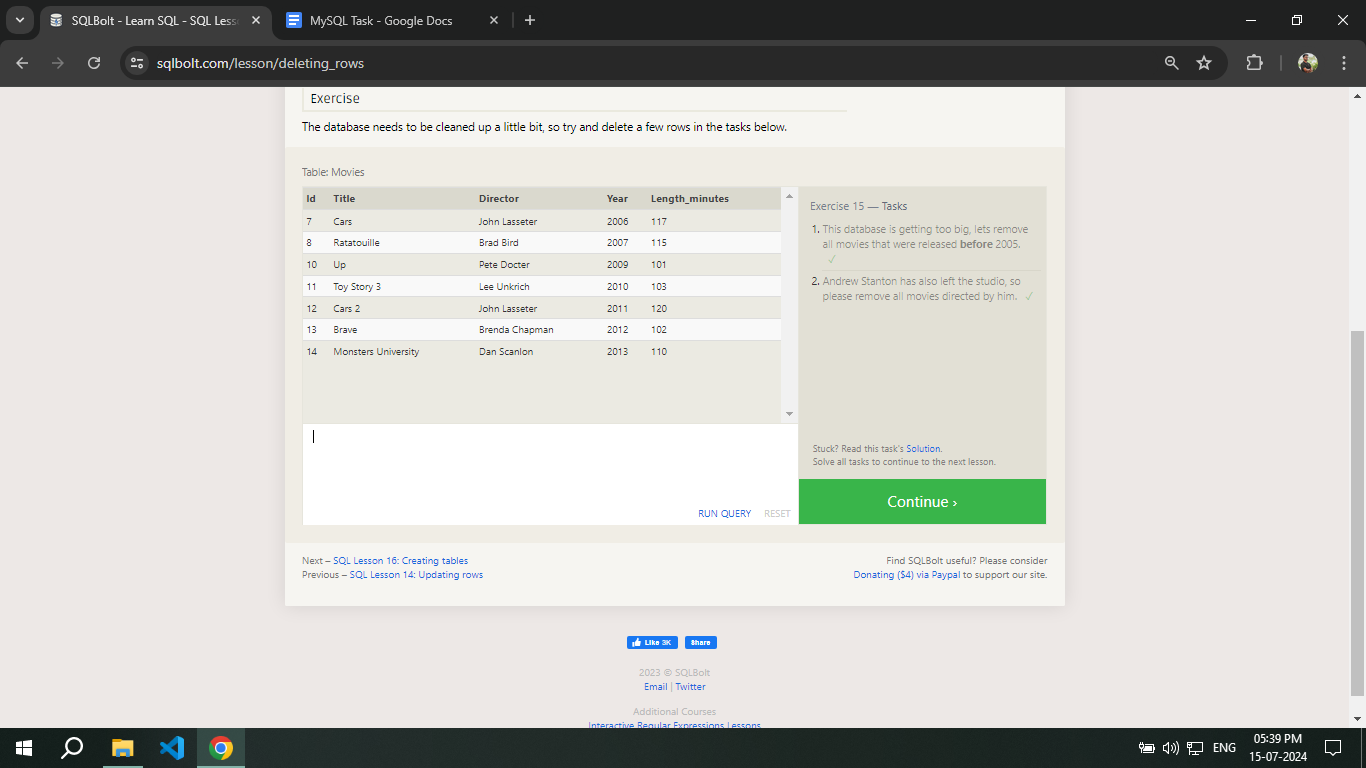 SQLBolt - Learn SQL - SQL Less
MySQL Task - Google Docs
sqlbolt.com/lesson/deleting_rows
Exercise
The database needs to be cleaned up a little bit, so try and delete a few rows in the tasks below.
Table: Movies
Id Title Director Year Length_minutes
7 Cars John Lasseter 2006 117
8 Ratatouille Brad Bird 2007 115
10 Up Pete Docter 2009 101
11 Toy Story 3 Lee Unkrich 2010 103
12 Cars 2 John Lasseter 2011 120
13 Brave Brenda Chapman 2012 102
14 Monsters University Dan Scanlon 2013 110
RUN QUERY RESET
Exercise 15 — Tasks
1. This database is getting too big, lets remove
all movies that were released before 2005.
✓
2. Andrew Stanton has also left the studio, so
please remove all movies directed by him. ✓
Stuck? Read this task's Solution.
Solve all tasks to continue to the next lesson.
Continue ›
Next – SQL Lesson 16: Creating tables
Previous – SQL Lesson 14: Updating rows
Find SQLBolt useful? Please consider
Donating ($4) via Paypal to support our site.
Like 3K Share
2023 © SQLBolt
Email | Twitter
Additional Courses
Interactive Regular Expressions Lessons
ENG
05:39 PM
15-07-2024